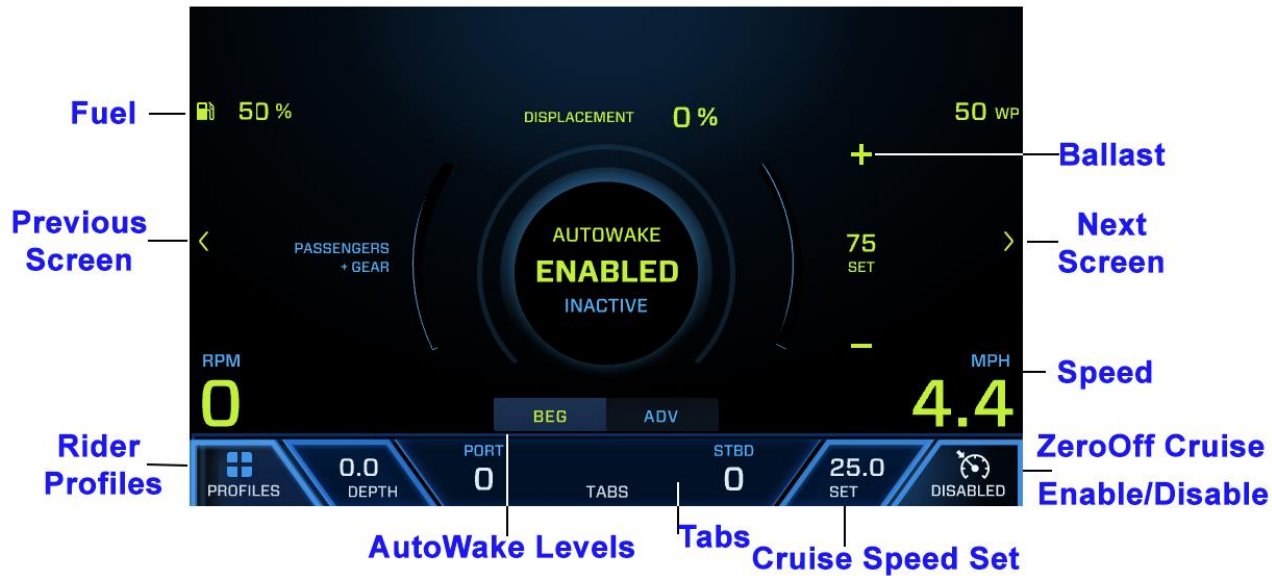 Fuel
50 %
DISPLACEMENT 0 %
50 WP
+
Ballast
Previous
Screen
<
PASSENGERS
+ GEAR
AUTOWAKE
ENABLED
INACTIVE
75
SET
>
Next
Screen
−
RPM
0
MPH
4.4
Speed
BEG ADV
Rider
Profiles
PROFILES
0.0
DEPTH
PORT
0
TABS
STBD
0
25.0
SET
DISABLED
ZeroOff Cruise
Enable/Disable
AutoWake Levels
Tabs
Cruise Speed Set